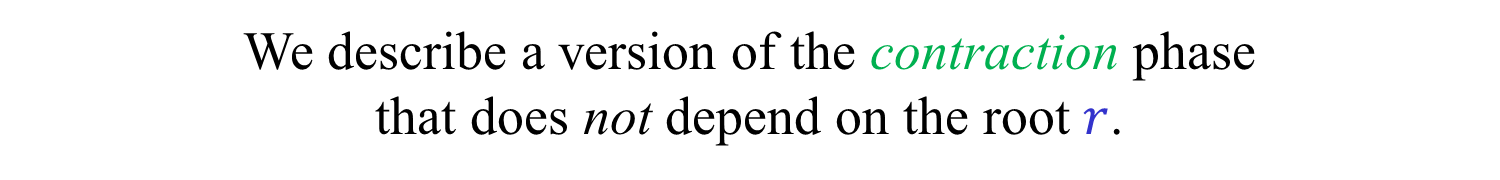 We describe a version of the contraction phase
that does not depend on the root r.